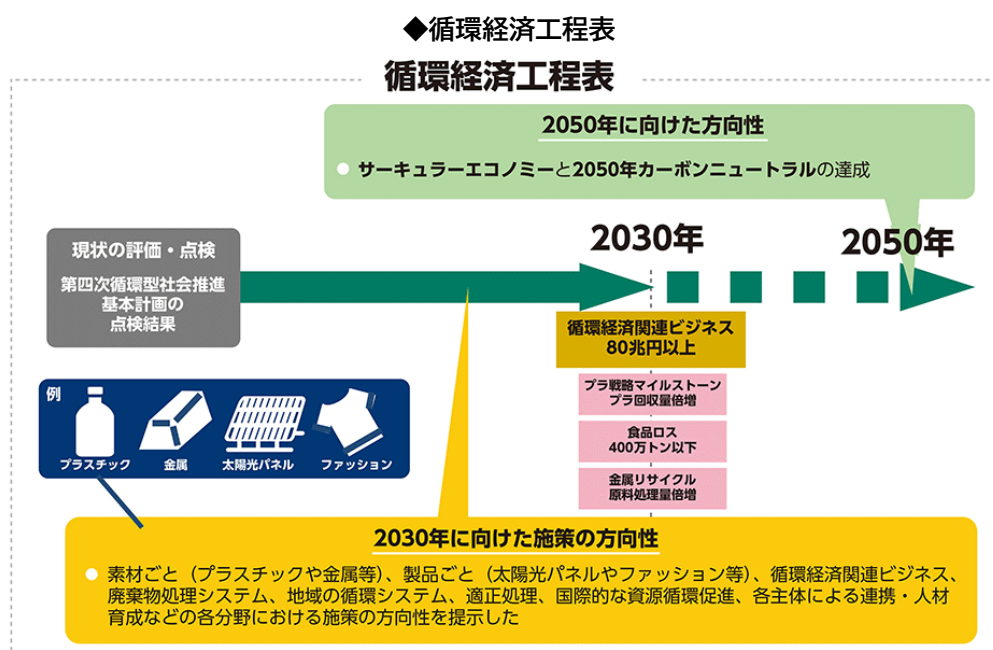 ◆循環経済工程表
循環経済工程表
2050年に向けた方向性
● サーキュラーエコノミーと2050年カーボンニュートラルの達成
現状の評価・点検
第四次循環型社会推進
基本計画の
点検結果
2030年
2050年
循環経済関連ビジネス
80兆円以上
プラ戦略マイルストーン
プラ回収量倍増
食品ロス
400万トン以下
金属リサイクル
原料処理量倍増
例
プラスチック
金属
太陽光パネル
ファッション
2030年に向けた施策の方向性
● 素材ごと（プラスチックや金属等）、製品ごと（太陽光パネルやファッション等）、循環経済関連ビジネス、
廃棄物処理システム、地域の循環システム、適正処理、国際的な資源循環促進、各主体による連携・人材
育成などの各分野における施策の方向性を提示した